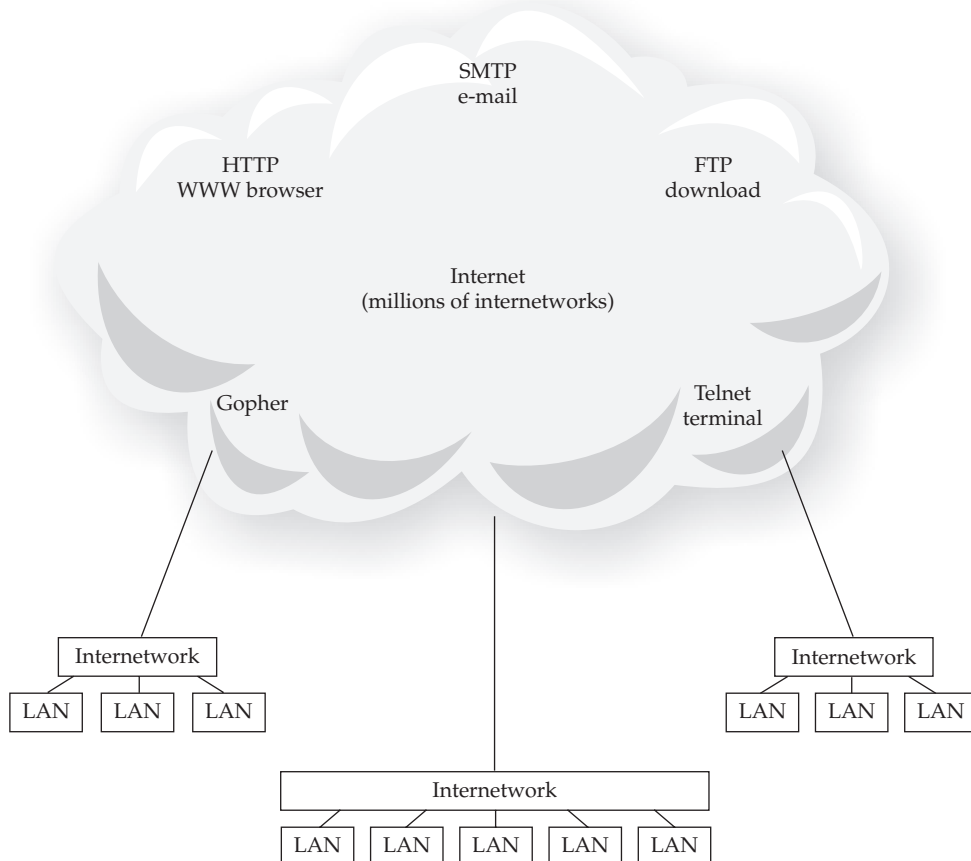 SMTP
e-mail
HTTP
WWW browser
FTP
download
Internet
(millions of internetworks)
Gopher
Telnet
terminal
Internetwork
LAN
LAN
LAN
Internetwork
LAN
LAN
LAN
Internetwork
LAN
LAN
LAN
LAN
LAN